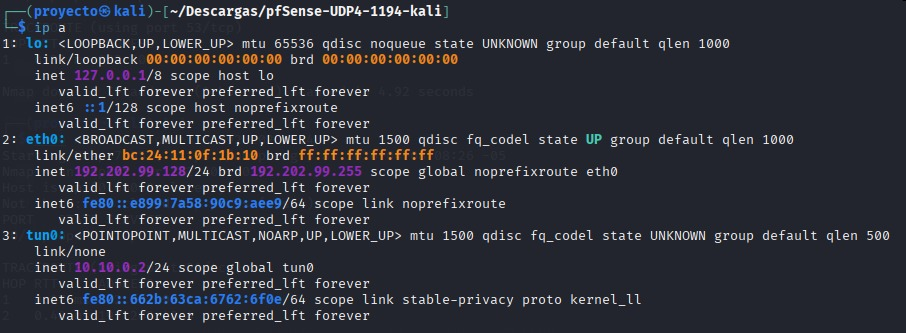 ┌──(proyecto㉿kali)-[~/Descargas/pfSense-UDP4-1194-kali]
└─$ ip a
1: lo: <LOOPBACK,UP,LOWER_UP> mtu 65536 qdisc noqueue state UNKNOWN group default qlen 1000
link/loopback 00:00:00:00:00:00 brd 00:00:00:00:00:00
inet 127.0.0.1/8 scope host lo
valid_lft forever preferred_lft forever
inet6 ::1/128 scope host noprefixroute
valid_lft forever preferred_lft forever
2: eth0: <BROADCAST,MULTICAST,UP,LOWER_UP> mtu 1500 qdisc fq_codel state UP group default qlen 1000
link/ether bc:24:11:0f:1b:10 brd ff:ff:ff:ff:ff:ff
inet 192.202.99.128/24 brd 192.202.99.255 scope global noprefixroute eth0
valid_lft forever preferred_lft forever
inet6 fe80::e899:7a58:90c9:aee9/64 scope link noprefixroute
valid_lft forever preferred_lft forever
3: tun0: <POINTOPOINT,MULTICAST,NOARP,UP,LOWER_UP> mtu 1500 qdisc fq_codel state UNKNOWN group default qlen 500
link/none
inet 10.10.0.2/24 scope global tun0
valid_lft forever preferred_lft forever
inet6 fe80::662b:63ca:6762:6f0e/64 scope link stable-privacy proto kernel_ll
valid_lft forever preferred_lft forever